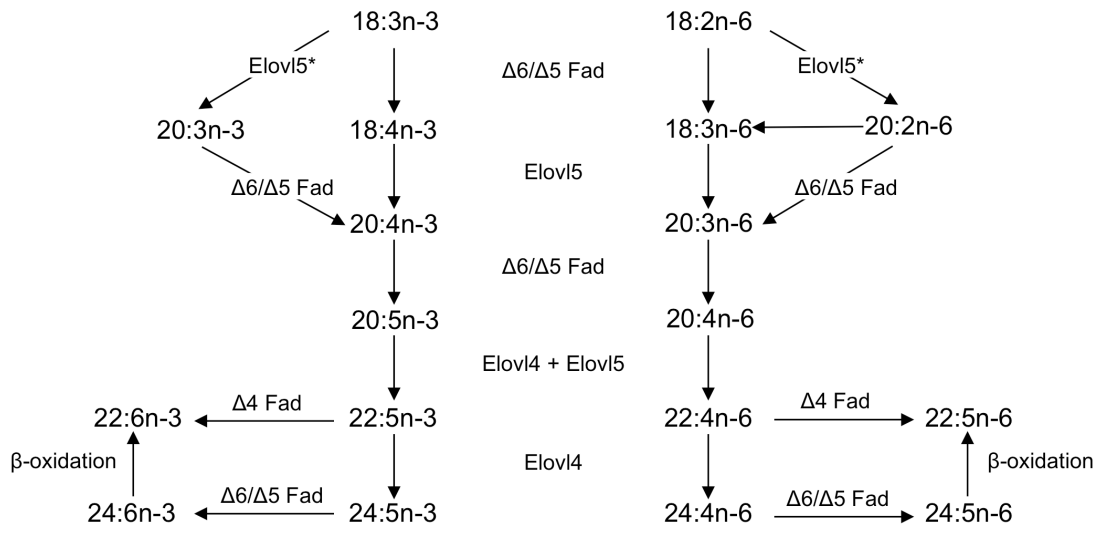 18:3n-3 18:2n-6
Elovl5* Δ6/Δ5 Fad Elovl5*
20:3n-3 18:4n-3 18:3n-6 20:2n-6
Elovl5
Δ6/Δ5 Fad Δ6/Δ5 Fad
20:4n-3 20:3n-6
Δ6/Δ5 Fad
20:5n-3 20:4n-6
Elovl4 + Elovl5
Δ4 Fad Δ4 Fad
22:6n-3 22:5n-3 22:4n-6 22:5n-6
β-oxidation Elovl4 β-oxidation
Δ6/Δ5 Fad Δ6/Δ5 Fad
24:6n-3 24:5n-3 24:4n-6 24:5n-6